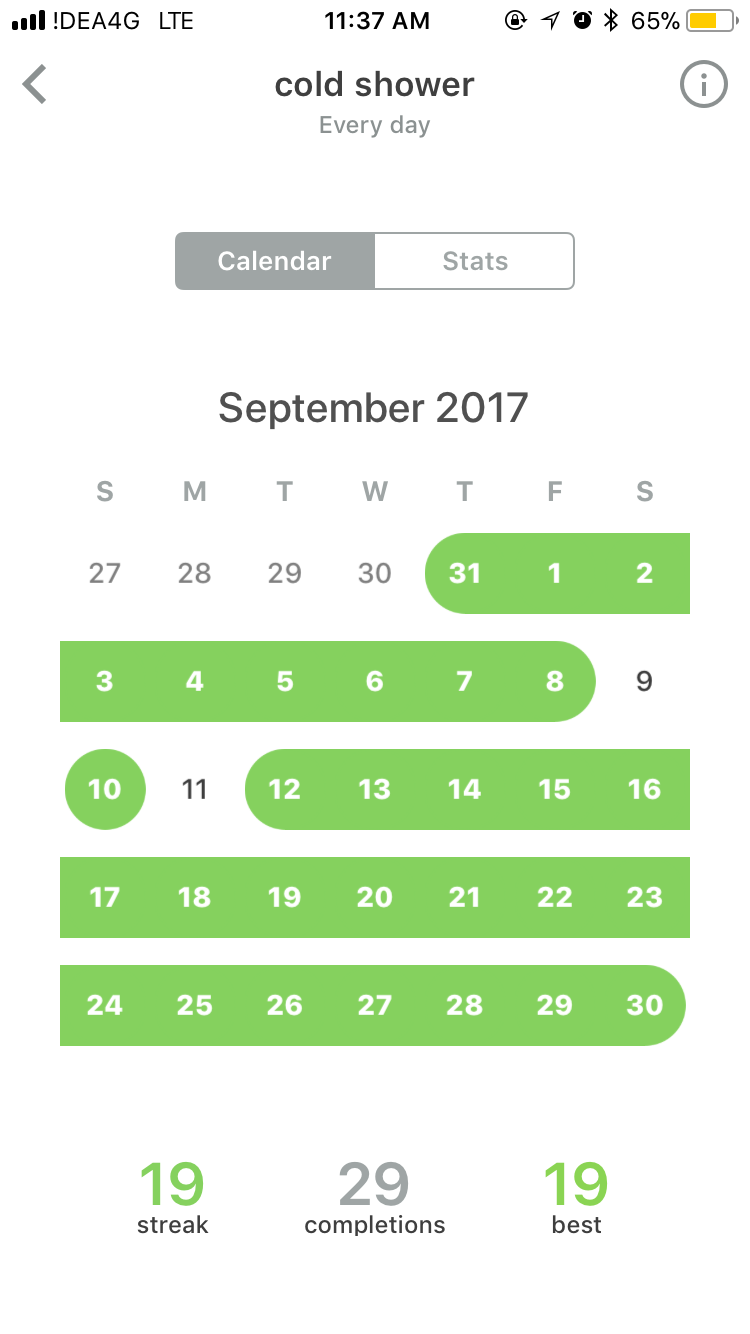 !DEA4G LTE 11:37 AM 65%
cold shower
Every day
Calendar Stats
September 2017
S M T W T F S
27 28 29 30 31 1 2
3 4 5 6 7 8 9
10 11 12 13 14 15 16
17 18 19 20 21 22 23
24 25 26 27 28 29 30
19 29 19
streak completions best